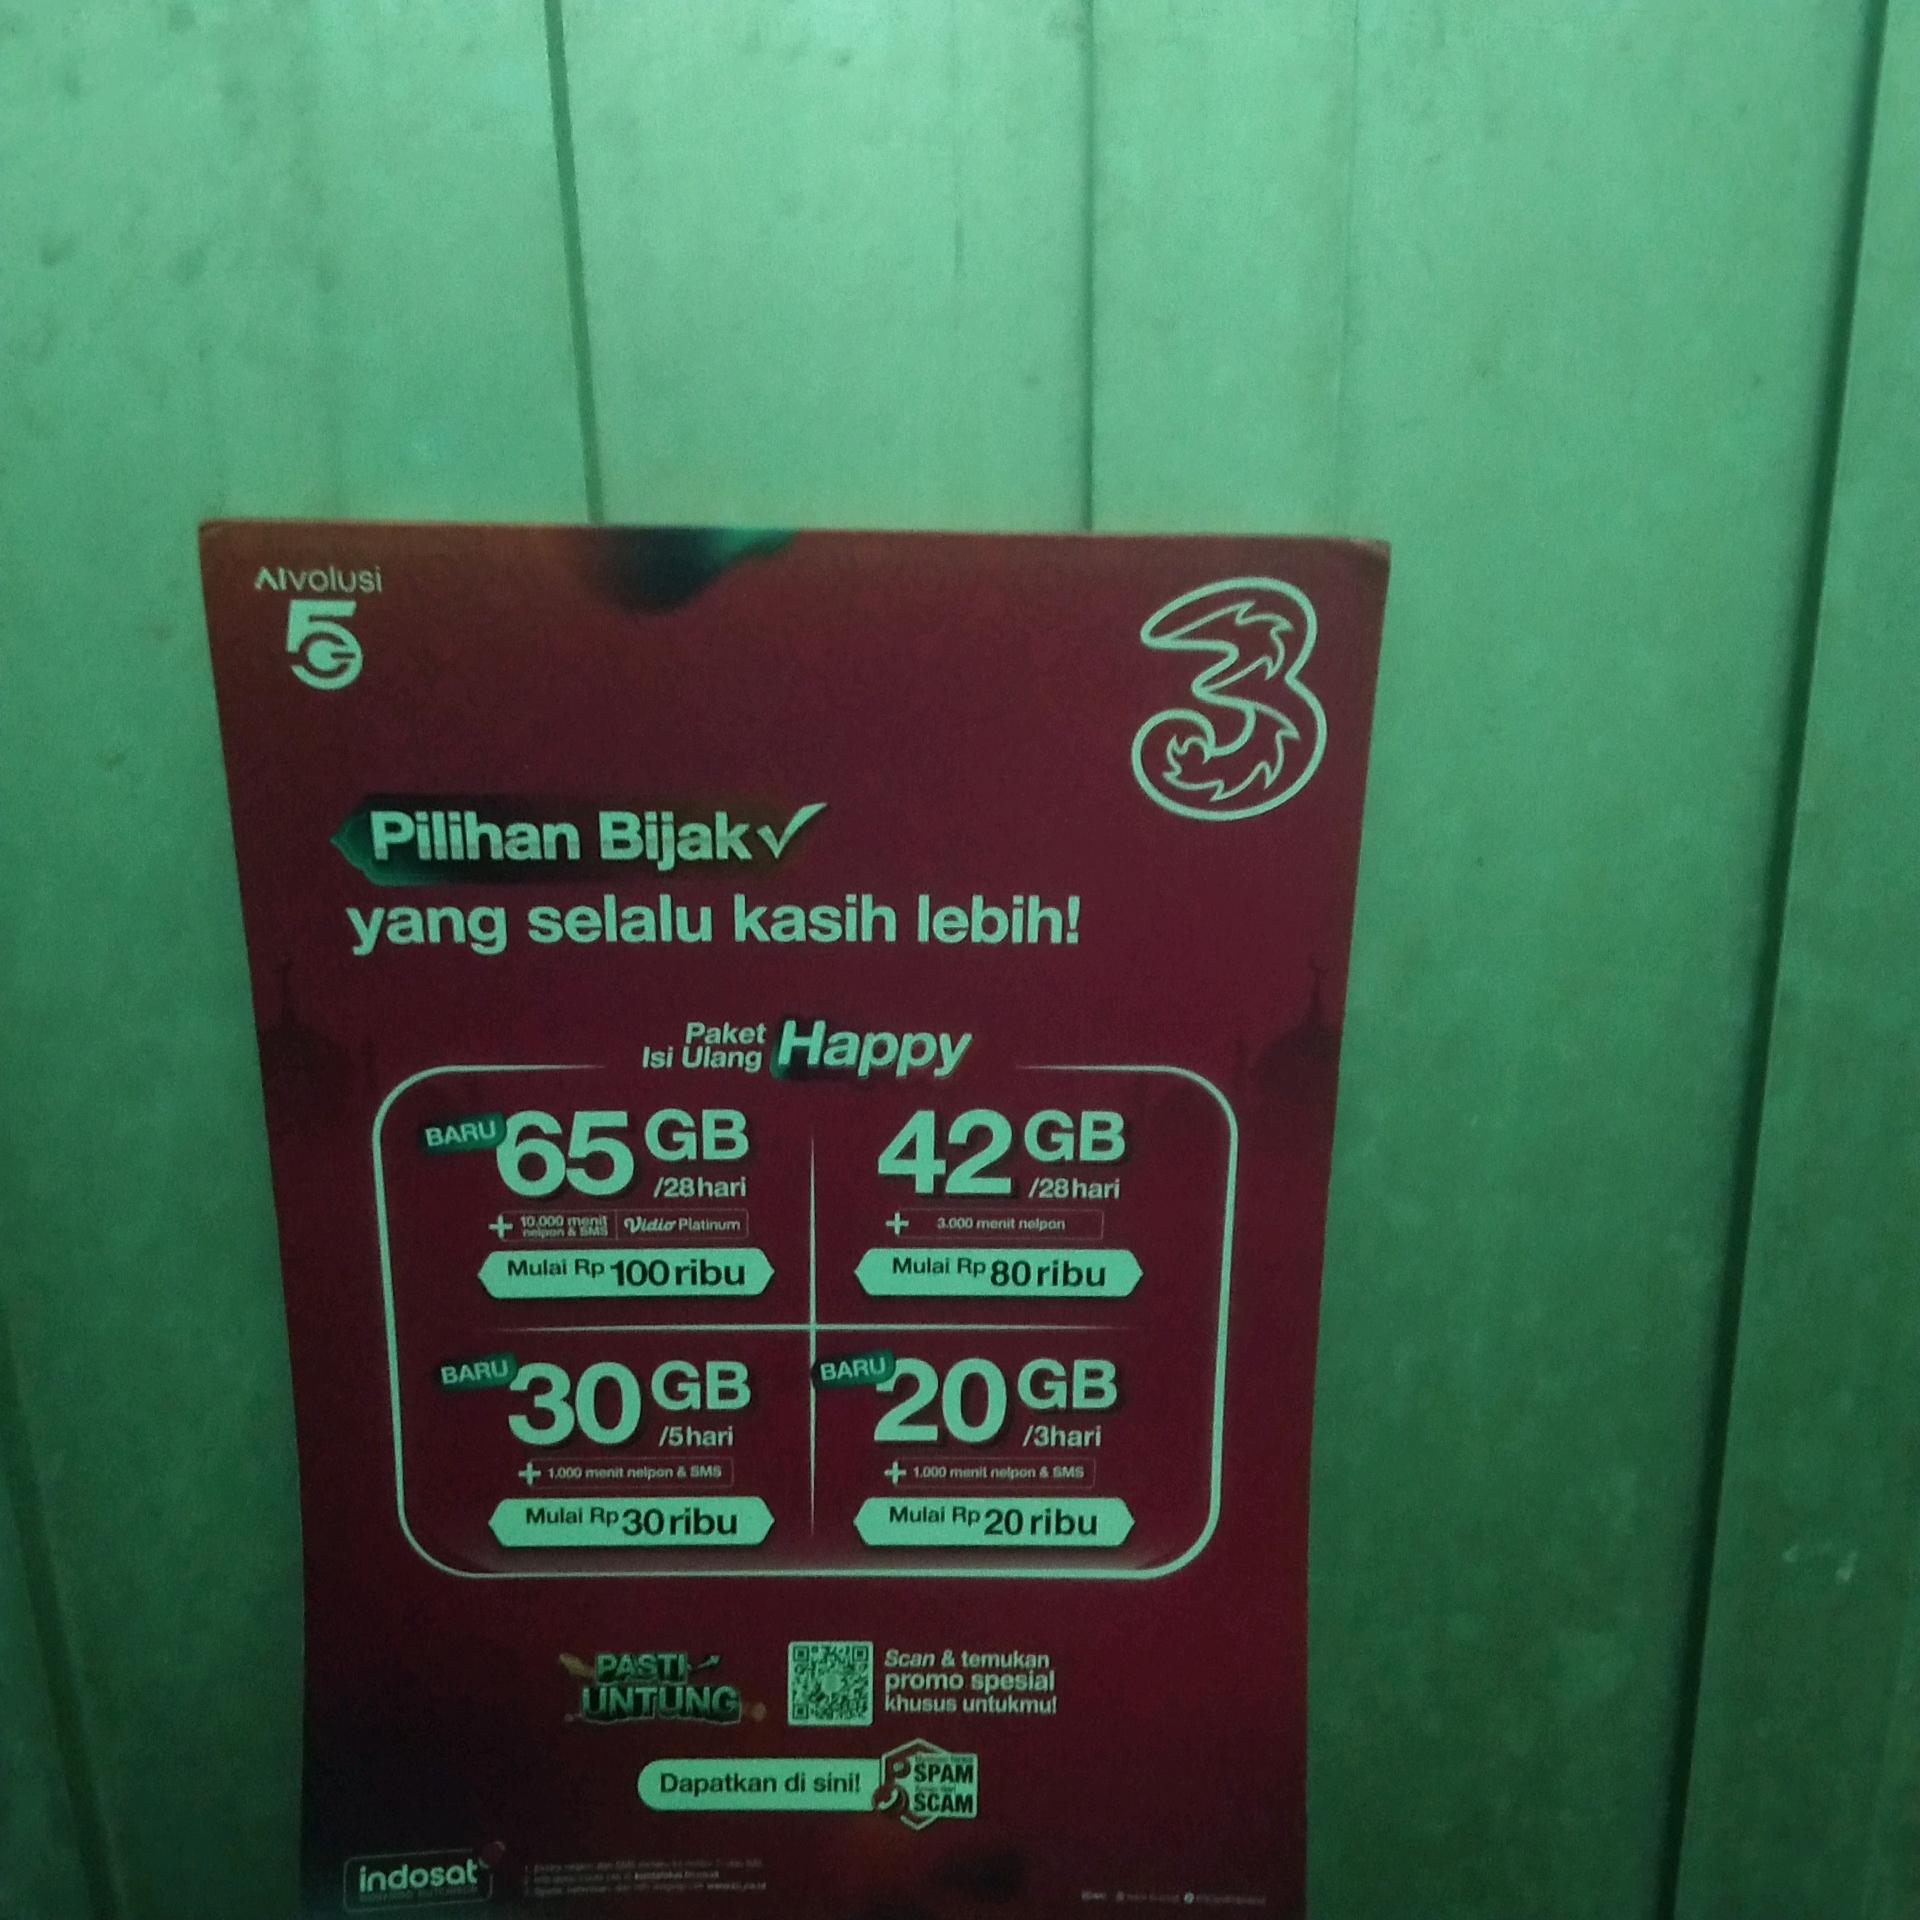 AIvolusi
5G
3
Pilihan Bijak
yang selalu kasih lebih!
Paket
Isi Ulang
Happy
BARU
65 GB
/28hari
+ 10.000 menit
nelpon & SMS
Vidio Platinum
Mulai Rp 100 ribu
42 GB
/28hari
+ 3.000 menit nelpon
Mulai Rp 80 ribu
BARU
30 GB
/5hari
+ 1.000 menit nelpon & SMS
Mulai Rp 30 ribu
BARU
20 GB
/3hari
+ 1.000 menit nelpon & SMS
Mulai Rp 20 ribu
PASTI
UNTUNG
Scan & temukan
promo spesial
khusus untukmu!
Dapatkan di sini!
SPAM
SCAM
indosat